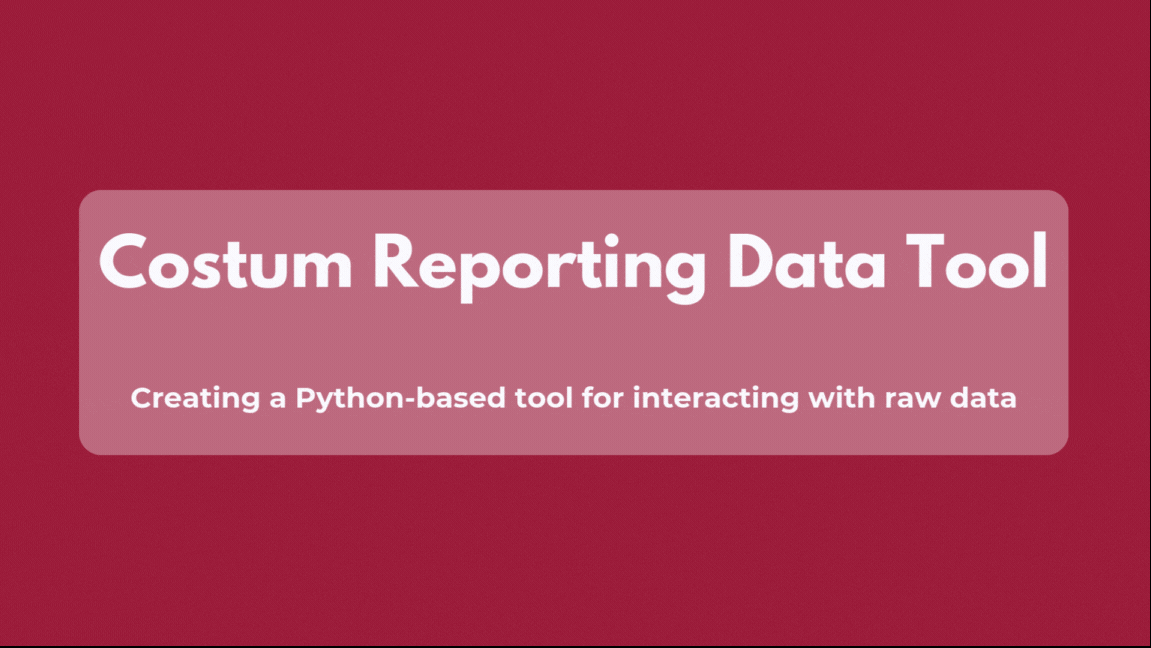 Costum Reporting Data Tool
Creating a Python-based tool for interacting with raw data